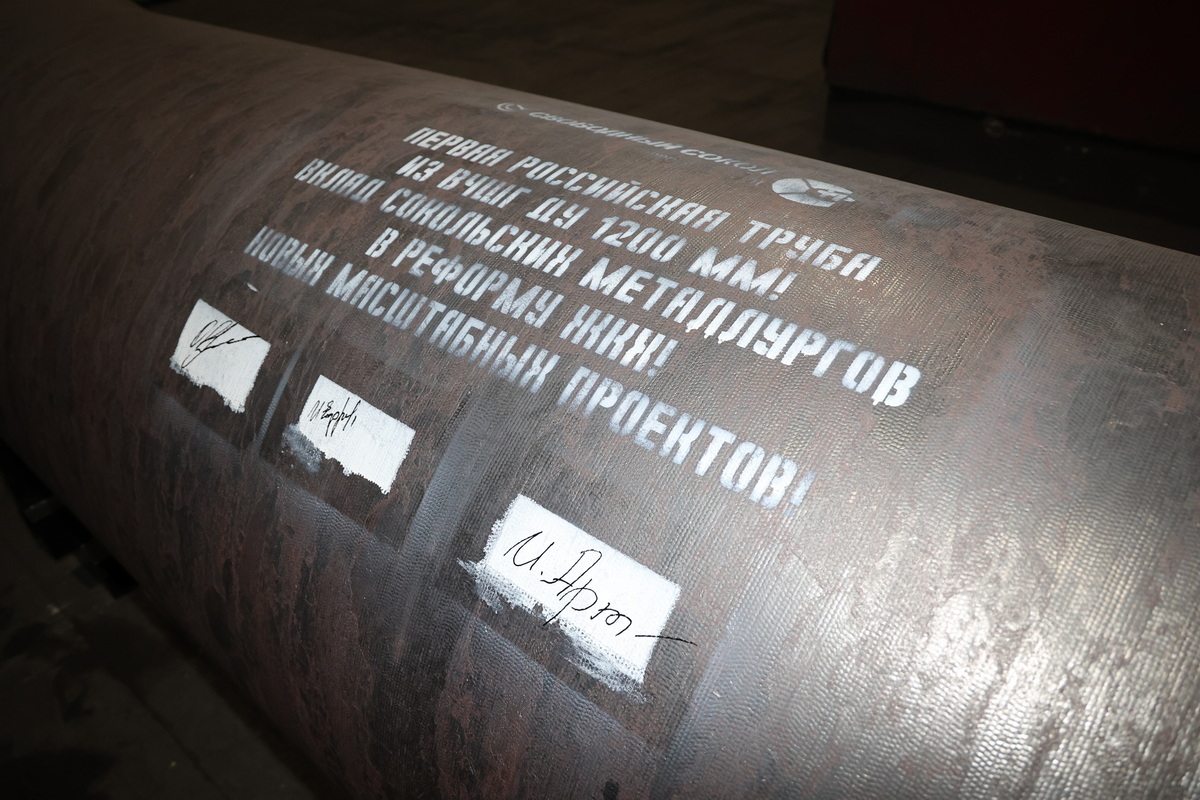 СВОБОДНЫЙ СОКОЛ
ПЕРВАЯ РОССИЙСКАЯ ТРУБА
ИЗ ВЧШГ ДУ 1200 ММ!
ВКЛАД СОКОЛЬСКИХ МЕТАЛЛУРГОВ
В РЕФОРМУ ЖКХ!
НОВЫХ МАСШТАБНЫХ ПРОЕКТОВ!